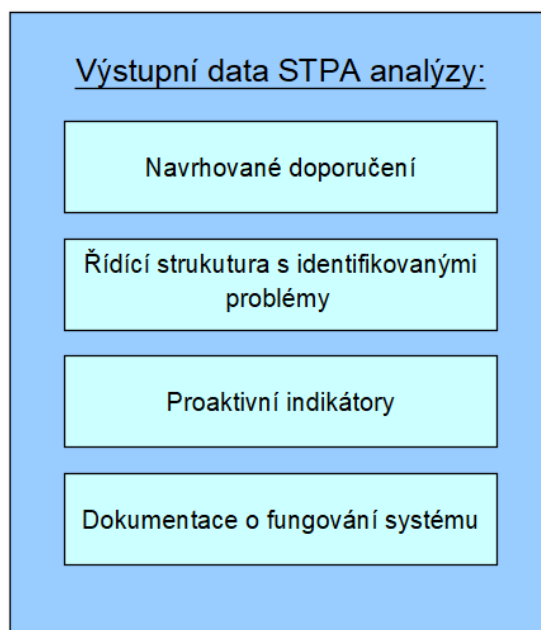 Výstupní data STPA analýzy:
Navrhované doporučení
Řídící strukutura s identifikovanými
problémy
Proaktivní indikátory
Dokumentace o fungování systému